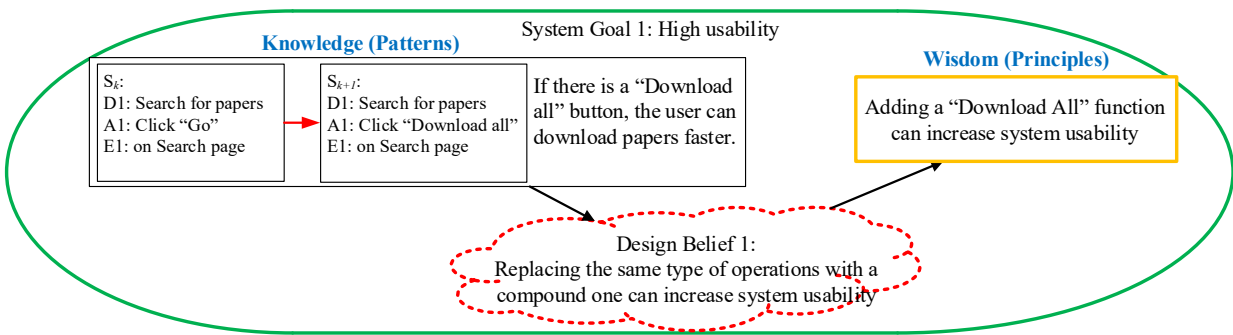 System Goal 1: High usability
Knowledge (Patterns)
Sk:
D1: Search for papers
A1: Click “Go”
E1: on Search page
Sk+1:
D1: Search for papers
A1: Click “Download all”
E1: on Search page
If there is a “Download
all” button, the user can
download papers faster.
Wisdom (Principles)
Adding a “Download All” function
can increase system usability
Design Belief 1:
Replacing the same type of operations with a
compound one can increase system usability